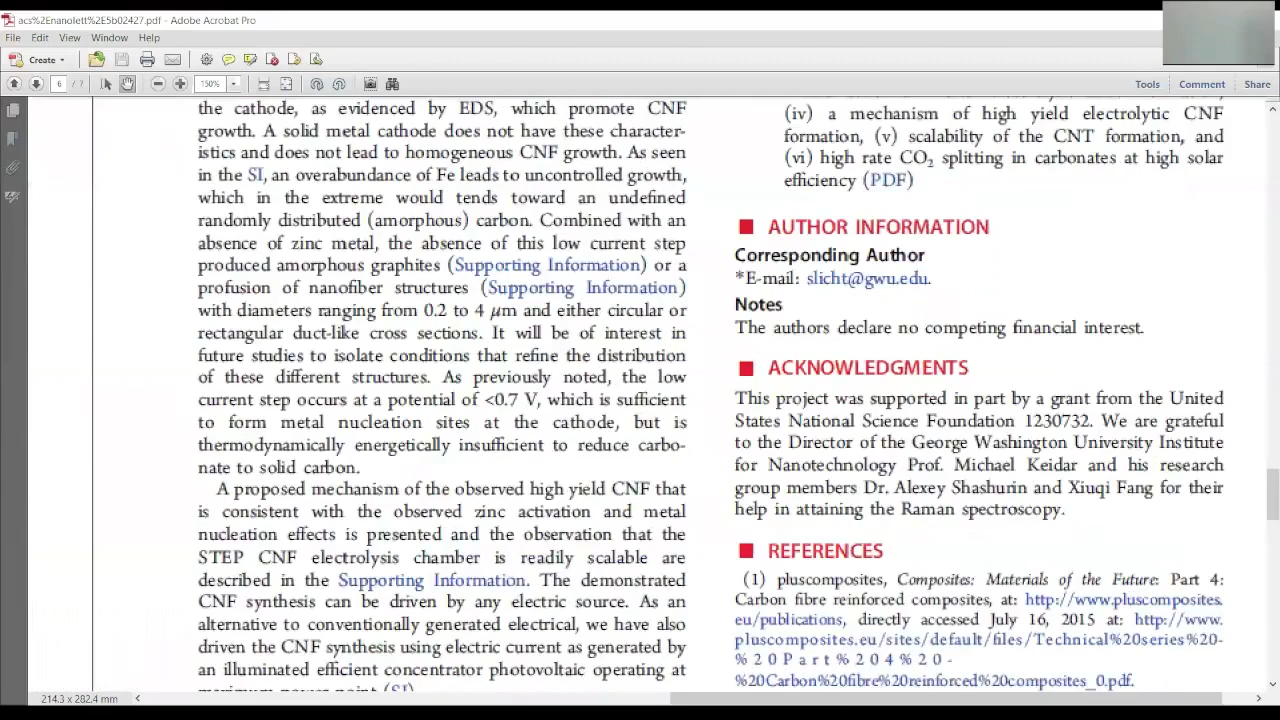 acs%2Enanolett%2E5b02427.pdf - Adobe Acrobat Pro
File Edit View Window Help
Create
6 / 7 150% Tools Comment Share
the cathode, as evidenced by EDS, which promote CNF
growth. A solid metal cathode does not have these character-
istics and does not lead to homogeneous CNF growth. As seen
in the SI, an overabundance of Fe leads to uncontrolled growth,
which in the extreme would tends toward an undefined
randomly distributed (amorphous) carbon. Combined with an
absence of zinc metal, the absence of this low current step
produced amorphous graphites (Supporting Information) or a
profusion of nanofiber structures (Supporting Information)
with diameters ranging from 0.2 to 4 μm and either circular or
rectangular duct-like cross sections. It will be of interest in
future studies to isolate conditions that refine the distribution
of these different structures. As previously noted, the low
current step occurs at a potential of <0.7 V, which is sufficient
to form metal nucleation sites at the cathode, but is
thermodynamically energetically insufficient to reduce carbo-
nate to solid carbon.
A proposed mechanism of the observed high yield CNF that
is consistent with the observed zinc activation and metal
nucleation effects is presented and the observation that the
STEP CNF electrolysis chamber is readily scalable are
described in the Supporting Information. The demonstrated
CNF synthesis can be driven by any electric source. As an
alternative to conventionally generated electrical, we have also
driven the CNF synthesis using electric current as generated by
an illuminated efficient concentrator photovoltaic operating at
maximum power point (SI)
(iv) a mechanism of high yield electrolytic CNF
formation, (v) scalability of the CNT formation, and
(vi) high rate CO₂ splitting in carbonates at high solar
efficiency (PDF)
AUTHOR INFORMATION
Corresponding Author
*E-mail: slicht@gwu.edu.
Notes
The authors declare no competing financial interest.
ACKNOWLEDGMENTS
This project was supported in part by a grant from the United
States National Science Foundation 1230732. We are grateful
to the Director of the George Washington University Institute
for Nanotechnology Prof. Michael Keidar and his research
group members Dr. Alexey Shashurin and Xiuqi Fang for their
help in attaining the Raman spectroscopy.
REFERENCES
(1) pluscomposites, Composites: Materials of the Future: Part 4:
Carbon fibre reinforced composites, at: http://www.pluscomposites.
eu/publications, directly accessed July 16, 2015 at: http://www.
pluscomposites.eu/sites/default/files/Technical%20series%20-
%20Part%204%20-
%20Carbon%20fibre%20reinforced%20composites_0.pdf.
214.3 x 282.4 mm